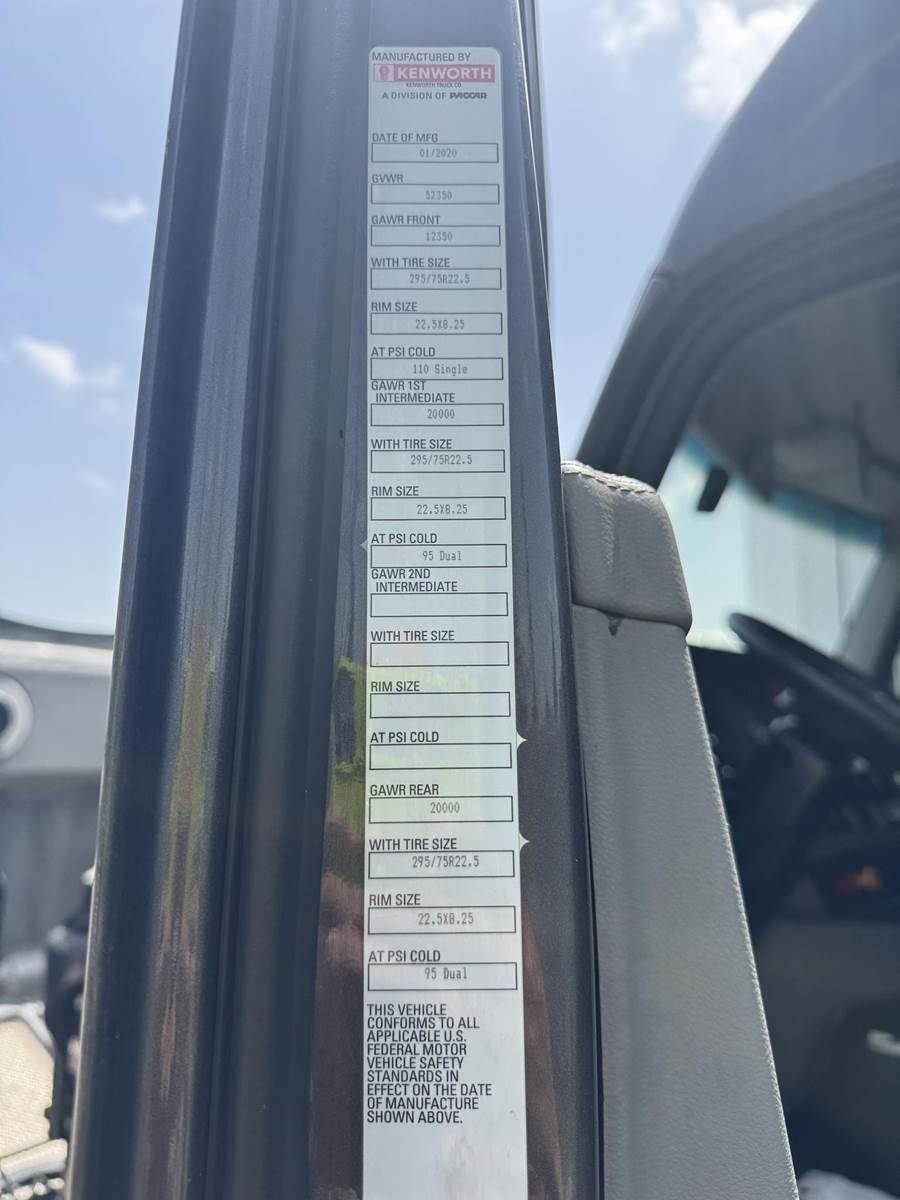 MANUFACTURED BY
KENWORTH
KENWORTH TRUCK CO.
A DIVISION OF PACCAR
DATE OF MFG
01/2020
GVWR
52350
GAWR FRONT
12350
WITH TIRE SIZE
295/75R22.5
RIM SIZE
22.5X8.25
AT PSI COLD
110 Single
GAWR 1ST
INTERMEDIATE
20000
WITH TIRE SIZE
295/75R22.5
RIM SIZE
22.5X8.25
AT PSI COLD
95 Dual
GAWR 2ND
INTERMEDIATE
WITH TIRE SIZE
RIM SIZE
AT PSI COLD
GAWR REAR
20000
WITH TIRE SIZE
295/75R22.5
RIM SIZE
22.5X8.25
AT PSI COLD
95 Dual
THIS VEHICLE
CONFORMS TO ALL
APPLICABLE U.S.
FEDERAL MOTOR
VEHICLE SAFETY
STANDARDS IN
EFFECT ON THE DATE
OF MANUFACTURE
SHOWN ABOVE.